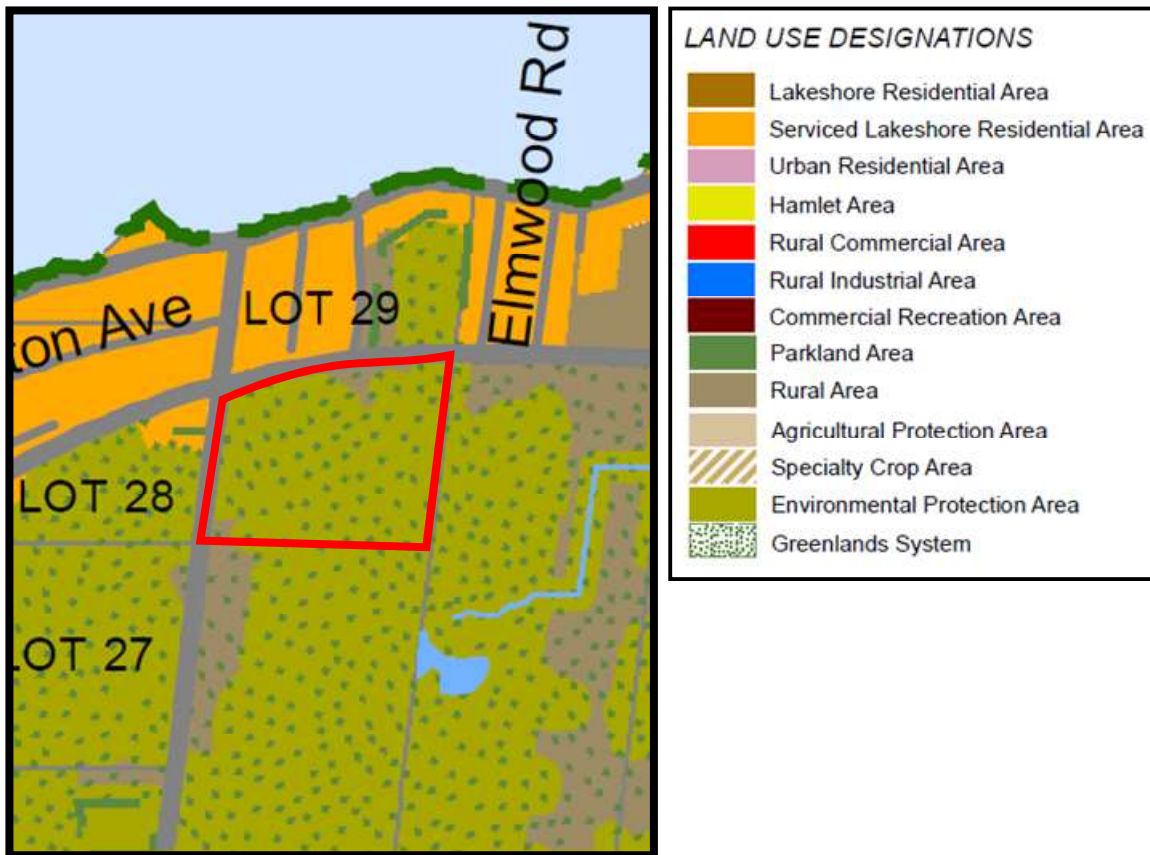 Elmwood Rd
ton Ave
LOT 29
LOT 28
LOT 27
LAND USE DESIGNATIONS
Lakeshore Residential Area
Serviced Lakeshore Residential Area
Urban Residential Area
Hamlet Area
Rural Commercial Area
Rural Industrial Area
Commercial Recreation Area
Parkland Area
Rural Area
Agricultural Protection Area
Specialty Crop Area
Environmental Protection Area
Greenlands System